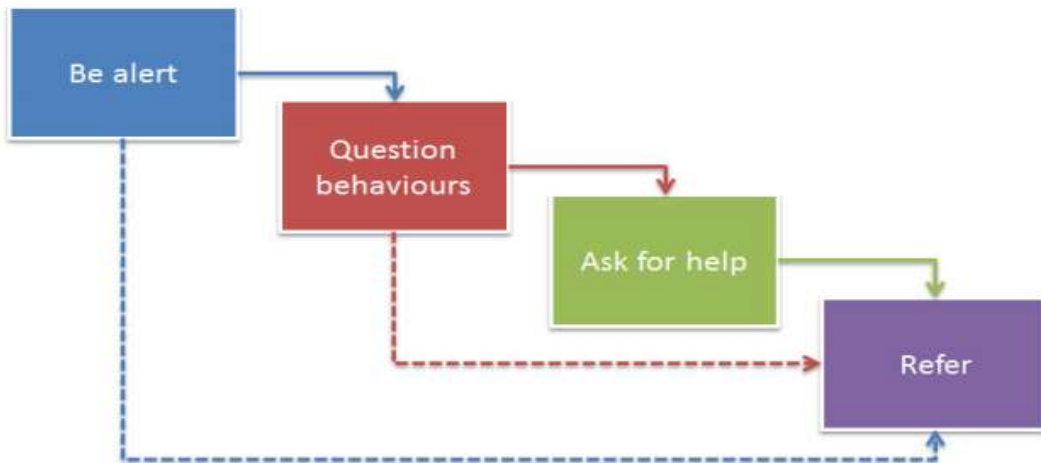 Be alert
Question
behaviours
Ask for help
Refer